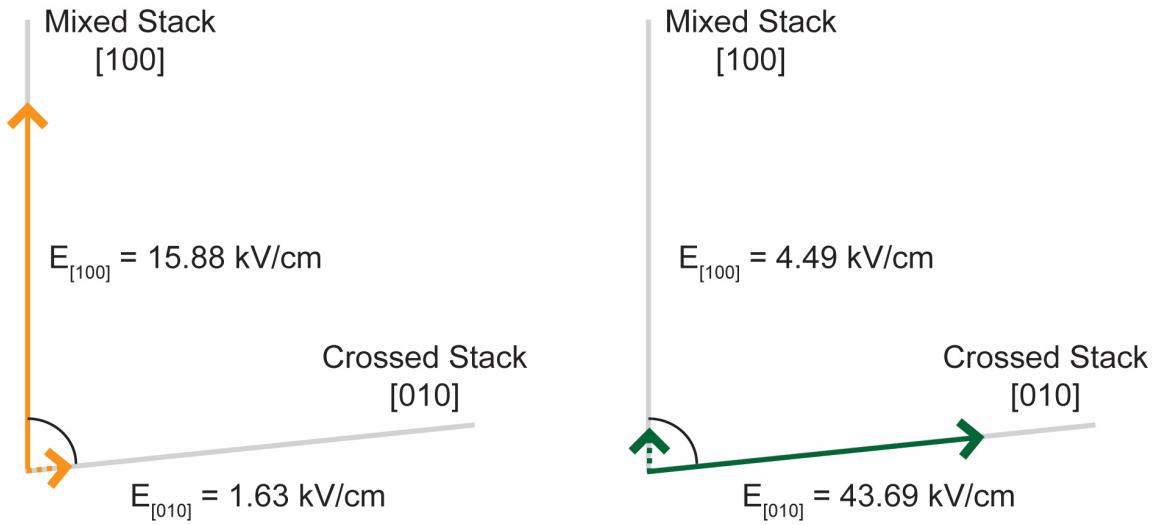 Mixed Stack
[100]
E[100] = 15.88 kV/cm
Crossed Stack
[010]
E[010] = 1.63 kV/cm
Mixed Stack
[100]
E[100] = 4.49 kV/cm
Crossed Stack
[010]
E[010] = 43.69 kV/cm